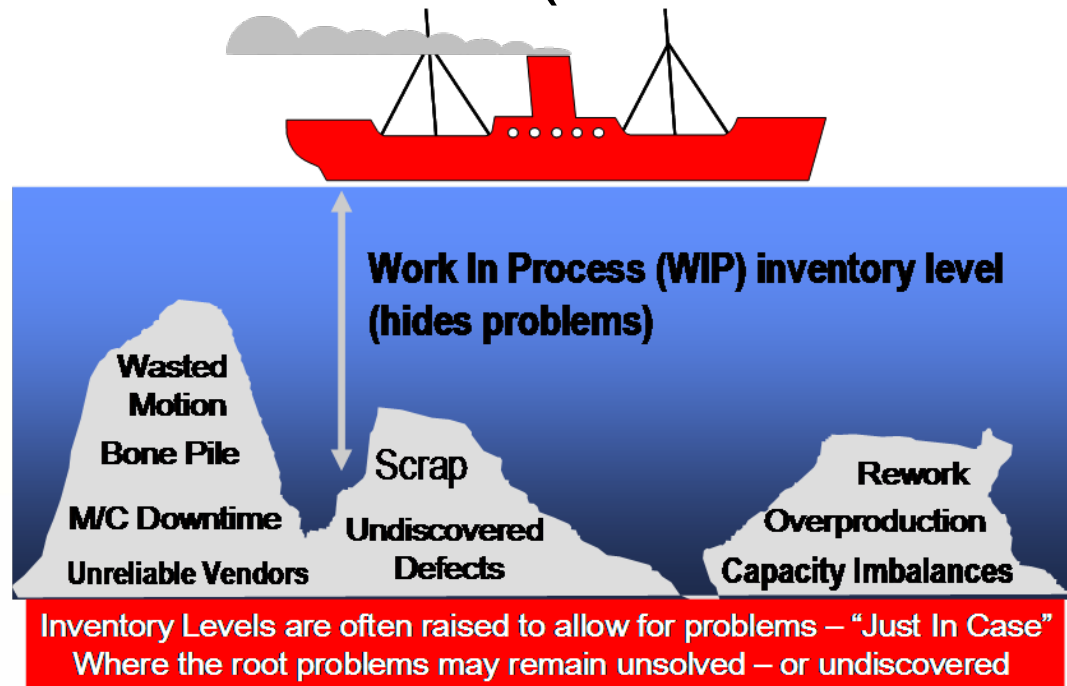 Work In Process (WIP) inventory level
(hides problems)
Wasted
Motion
Bone Pile
M/C Downtime
Unreliable Vendors
Scrap
Undiscovered
Defects
Rework
Overproduction
Capacity Imbalances
Inventory Levels are often raised to allow for problems – “Just In Case”
Where the root problems may remain unsolved – or undiscovered